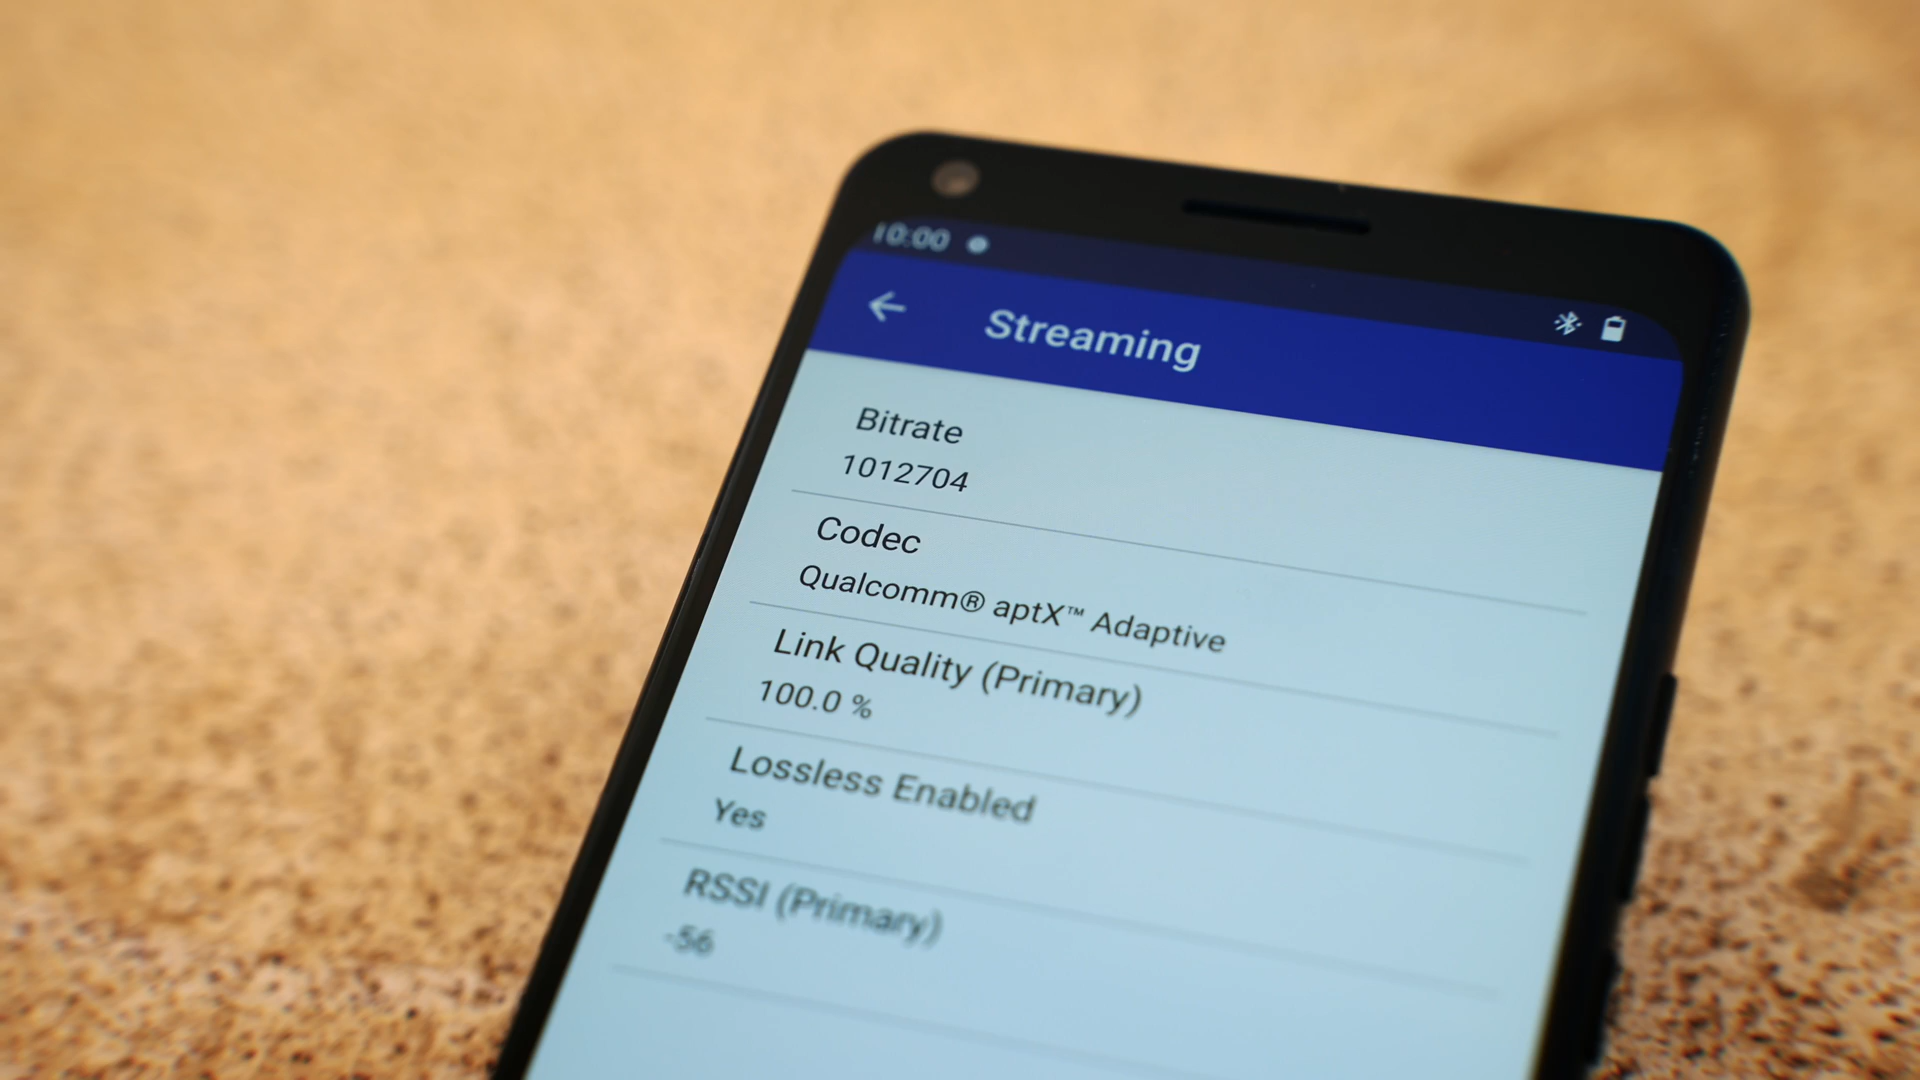 10:00
Streaming
Bitrate
1012704
Codec
Qualcomm® aptX™ Adaptive
Link Quality (Primary)
100.0 %
Lossless Enabled
Yes
RSSI (Primary)
-56